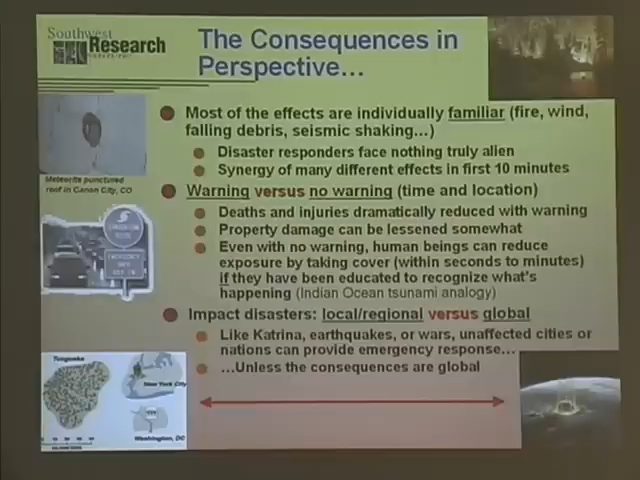 Southwest
Research
The Consequences in
Perspective...
Most of the effects are individually familiar (fire, wind,
falling debris, seismic shaking...)
Disaster responders face nothing truly alien
Synergy of many different effects in first 10 minutes
Meteorite punctured
roof in Canon City, CO
Warning versus no warning (time and location)
Deaths and injuries dramatically reduced with warning
Property damage can be lessened somewhat
Even with no warning, human beings can reduce
exposure by taking cover (within seconds to minutes)
if they have been educated to recognize what's
happening (Indian Ocean tsunami analogy)
Impact disasters: local/regional versus global
Like Katrina, earthquakes, or wars, unaffected cities or
nations can provide emergency response...
...Unless the consequences are global
Tunguska
New York City
Washington, DC